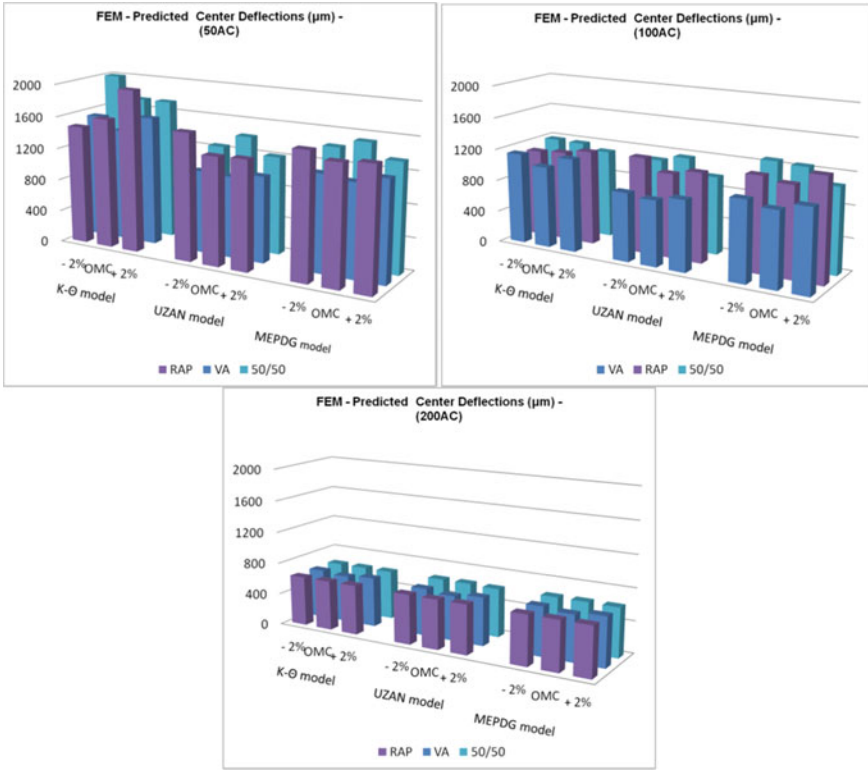 FEM - Predicted Center Deflections (µm) -
(50AC)
2000
1600
1200
800
400
0
- 2%
OMC
+ 2%
K-Θ model
- 2%
OMC
+ 2%
UZAN model
- 2%
OMC
+ 2%
MEPDG model
RAP VA 50/50
FEM - Predicted Center Deflections (µm) -
(100AC)
2000
1600
1200
800
400
0
- 2%
OMC
+ 2%
K-Θ model
- 2%
OMC
+ 2%
UZAN model
- 2%
OMC
+ 2%
MEPDG model
VA RAP 50/50
FEM - Predicted Center Deflections (µm) -
(200AC)
2000
1600
1200
800
400
0
- 2%
OMC
+ 2%
K-Θ model
- 2%
OMC
+ 2%
UZAN model
- 2%
OMC
+ 2%
MEPDG model
RAP VA 50/50